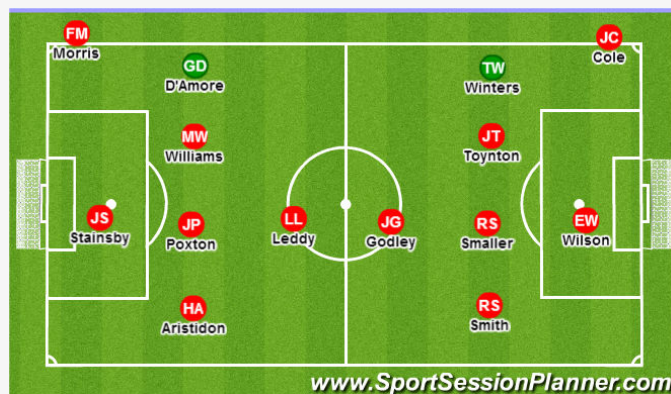 FM
Morris
JC
Cole
GD
D'Amore
TW
Winters
MW
Williams
JT
Toynton
JS
Stainsby
JP
Poxton
LL
Leddy
JG
Godley
RS
Smaller
EW
Wilson
HA
Aristidon
RS
Smith
www.SportSessionPlanner.com